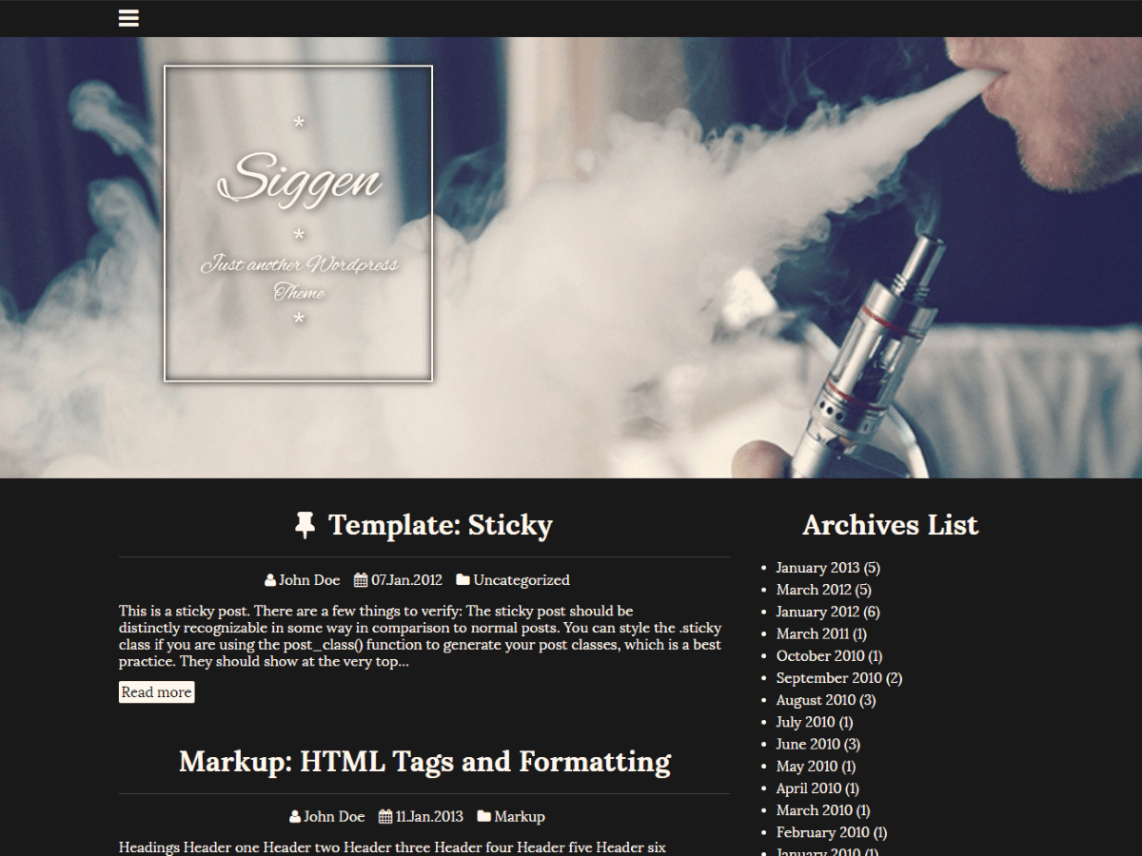 *
Siggen
*
Just another Wordpress
Theme
*
Template: Sticky
John Doe 07.Jan.2012 Uncategorized
This is a sticky post. There are a few things to verify: The sticky post should be
distinctly recognizable in some way in comparison to normal posts. You can style the .sticky
class if you are using the post_class() function to generate your post classes, which is a best
practice. They should show at the very top...
Read more
Markup: HTML Tags and Formatting
John Doe 11.Jan.2013 Markup
Headings Header one Header two Header three Header four Header five Header six
Archives List
• January 2013 (5)
• March 2012 (5)
• January 2012 (6)
• March 2011 (1)
• October 2010 (1)
• September 2010 (2)
• August 2010 (3)
• July 2010 (1)
• June 2010 (3)
• May 2010 (1)
• April 2010 (1)
• March 2010 (1)
• February 2010 (1)
• January 2010 (1)